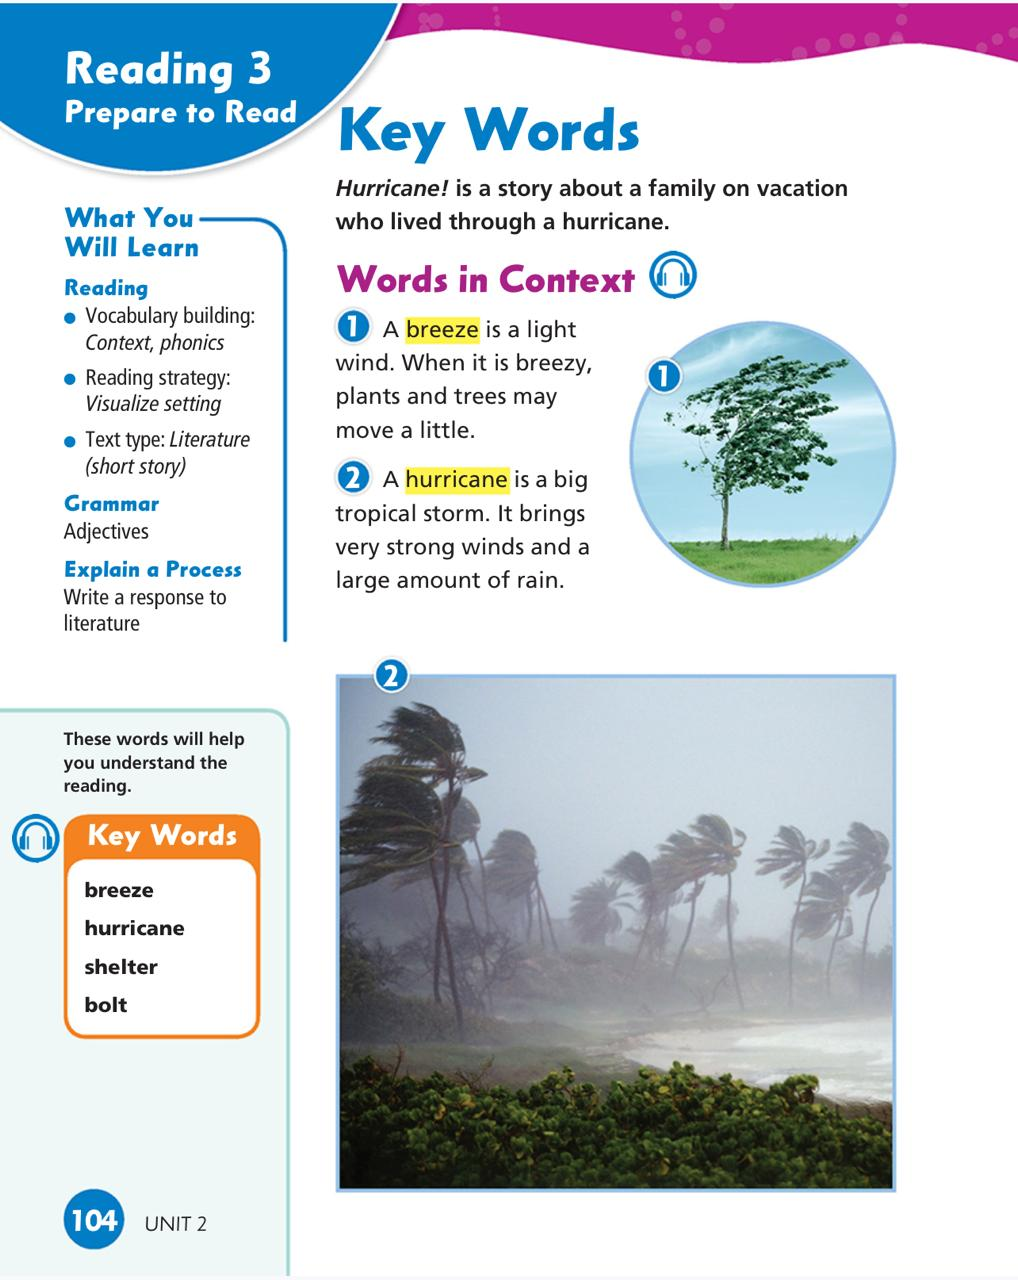 Reading 3
Prepare to Read
Key Words
Hurricane! is a story about a family on vacation
who lived through a hurricane.
What You
Will Learn
Reading
● Vocabulary building:
Context, phonics
● Reading strategy:
Visualize setting
● Text type: Literature
(short story)
Grammar
Adjectives
Explain a Process
Write a response to
literature
Words in Context
1 A breeze is a light
wind. When it is breezy,
plants and trees may
move a little.
2 A hurricane is a big
tropical storm. It brings
very strong winds and a
large amount of rain.
1
2
These words will help
you understand the
reading.
Key Words
breeze
hurricane
shelter
bolt
104 UNIT 2